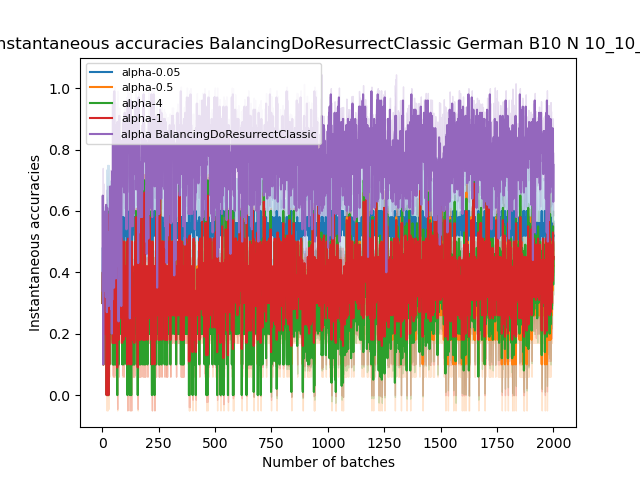 nstantaneous accuracies BalancingDoResurrectClassic German B10 N 10_10_
alpha-0.05
alpha-0.5
alpha-4
alpha-1
alpha BalancingDoResurrectClassic
Instantaneous accuracies
1.0
0.8
0.6
0.4
0.2
0.0
0 250 500 750 1000 1250 1500 1750 2000
Number of batches